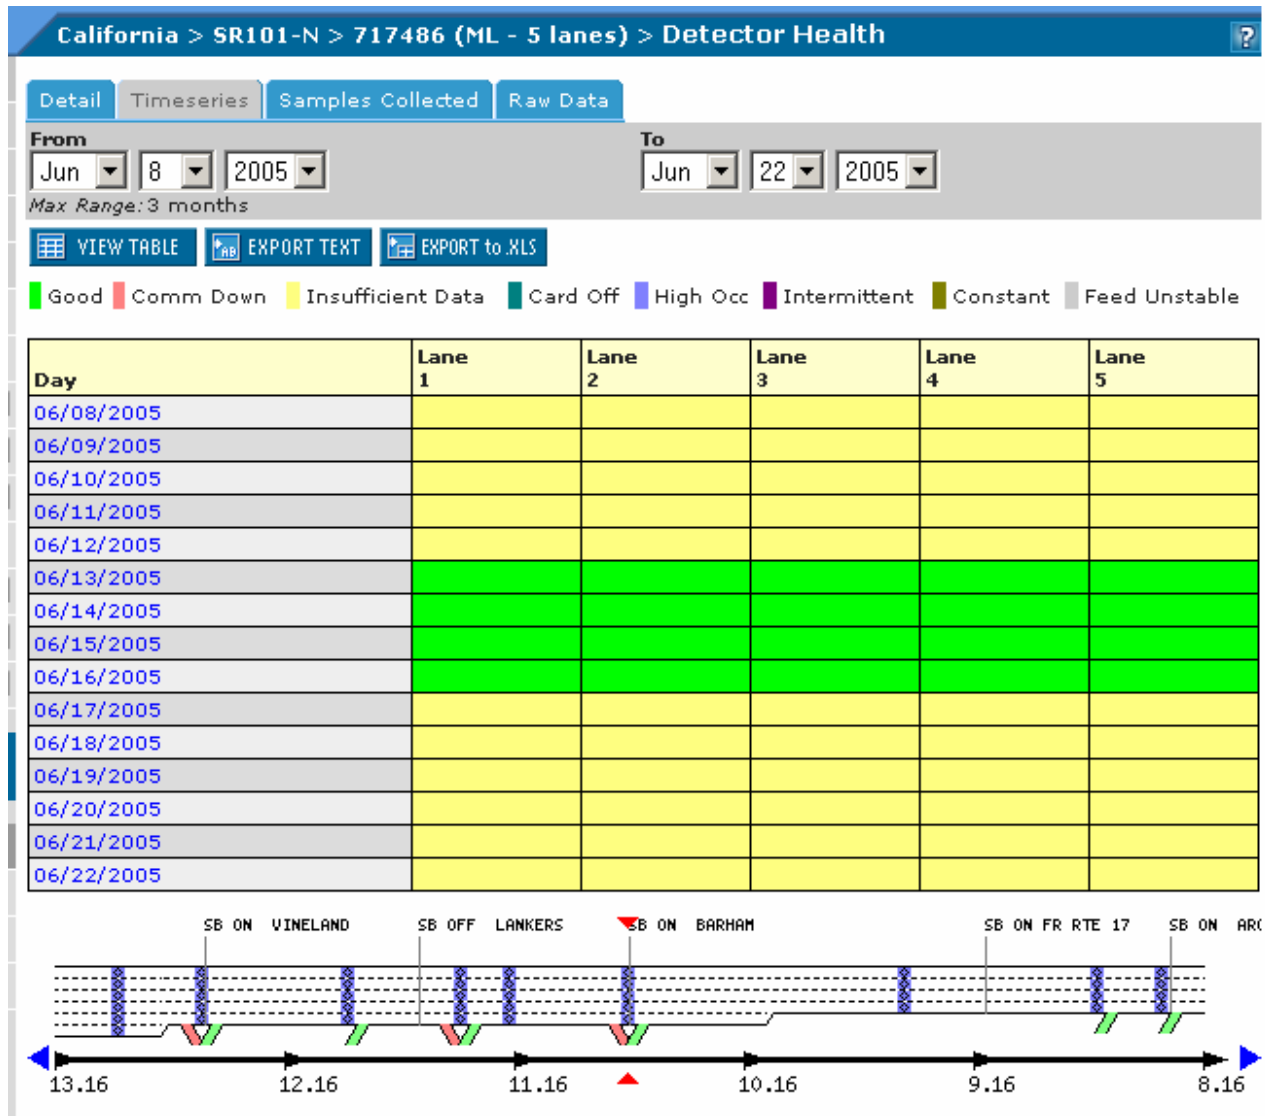 California > SR101-N > 717486 (ML - 5 lanes) > Detector Health
?
Detail Timeseries Samples Collected Raw Data
From To
Jun 8 2005 Jun 22 2005
Max Range: 3 months
VIEW TABLE EXPORT TEXT EXPORT to .XLS
Good Comm Down Insufficient Data Card Off High Occ Intermittent Constant Feed Unstable
Day Lane 1 Lane 2 Lane 3 Lane 4 Lane 5
06/08/2005
06/09/2005
06/10/2005
06/11/2005
06/12/2005
06/13/2005
06/14/2005
06/15/2005
06/16/2005
06/17/2005
06/18/2005
06/19/2005
06/20/2005
06/21/2005
06/22/2005
SB ON VINELAND SB OFF LANKERS SB ON BARHAM SB ON FR RTE 17 SB ON ARC
13.16 12.16 11.16 10.16 9.16 8.16